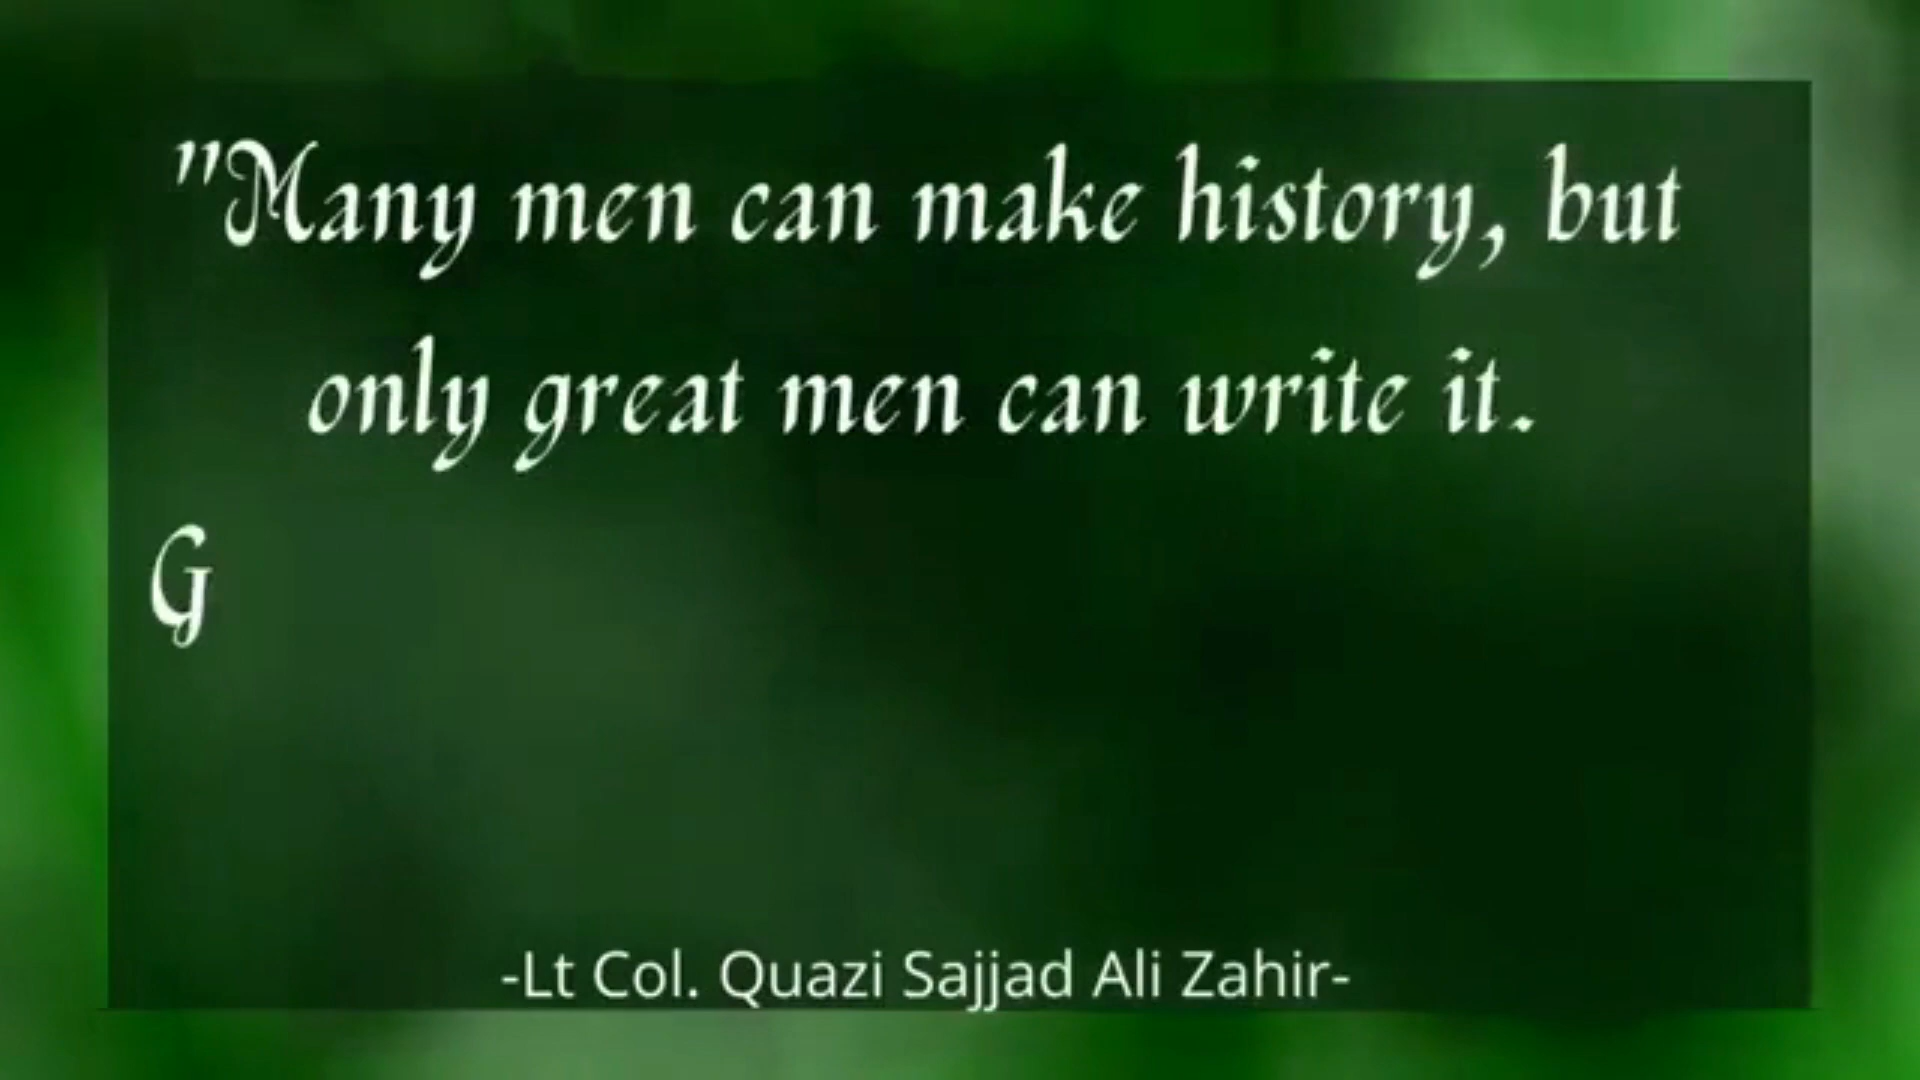 "Many men can make history, but
only great men can write it.
G
-Lt Col. Quazi Sajjad Ali Zahir-